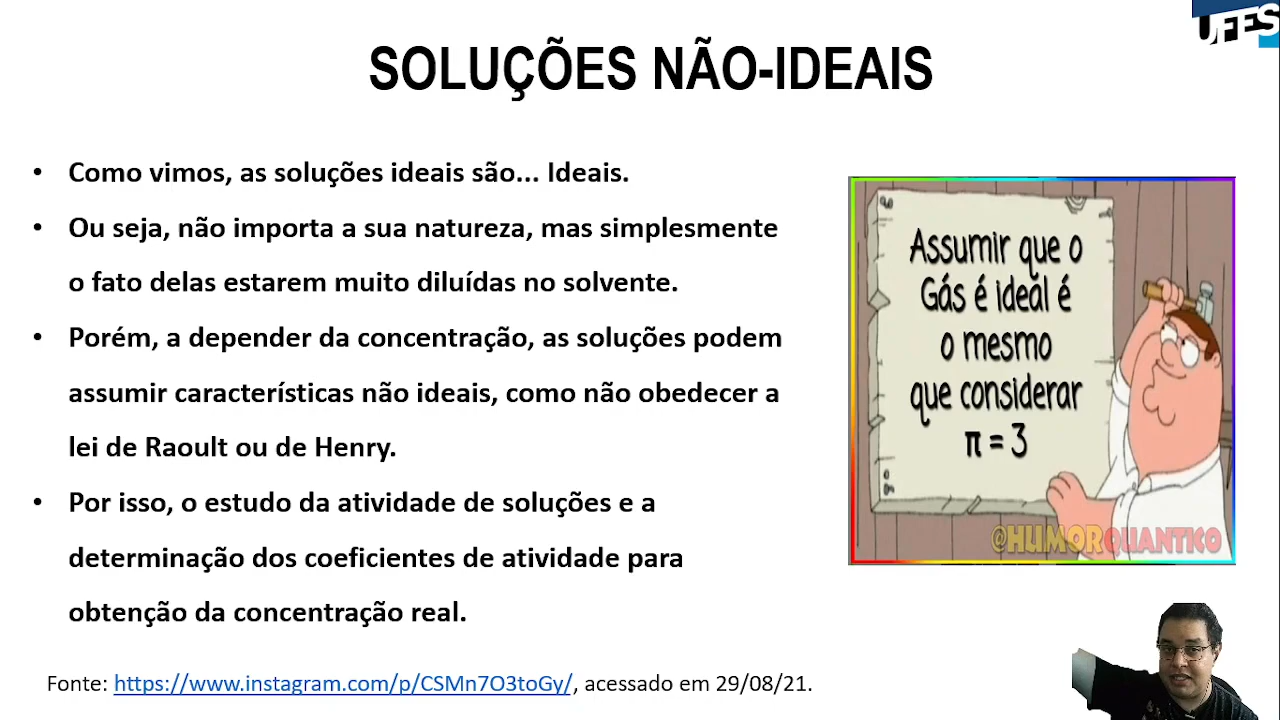 UFES
SOLUÇÕES NÃO-IDEAIS
• Como vimos, as soluções ideais são... Ideais.
• Ou seja, não importa a sua natureza, mas simplesmente
o fato delas estarem muito diluídas no solvente.
• Porém, a depender da concentração, as soluções podem
assumir características não ideais, como não obedecer a
lei de Raoult ou de Henry.
• Por isso, o estudo da atividade de soluções e a
determinação dos coeficientes de atividade para
obtenção da concentração real.
Assumir que o
Gás é ideal é
o mesmo
que considerar
π = 3
@HUMORQUANTICO
Fonte: https://www.instagram.com/p/CSMn7O3toGy/, acessado em 29/08/21.